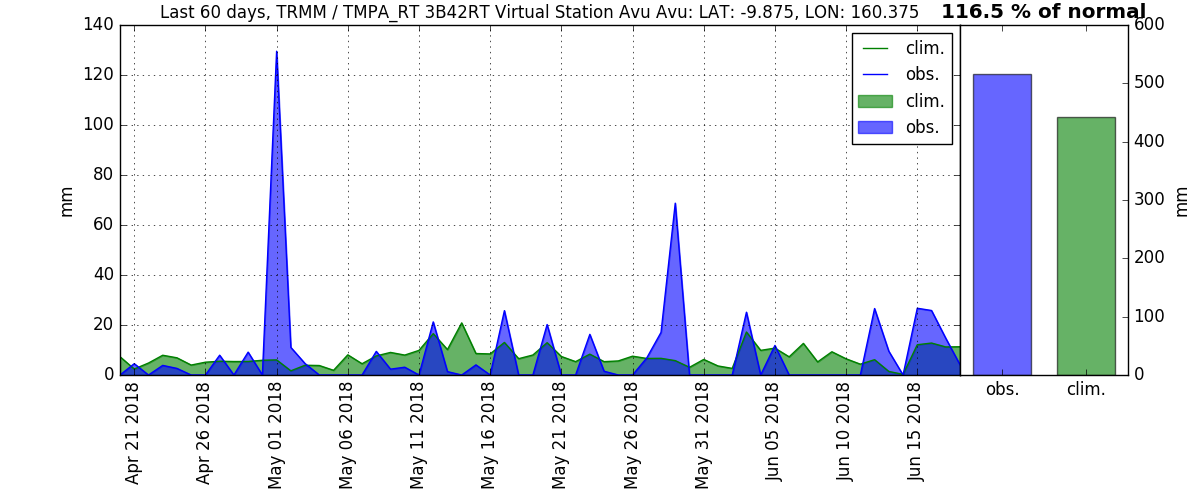 Last 60 days, TRMM / TMPA_RT 3B42RT Virtual Station Avu Avu: LAT: -9.875, LON: 160.375
116.5 % of normal
140
120
100
80
60
40
20
0
mm
clim.
obs.
clim.
obs.
600
500
400
300
200
100
0
mm
Apr 21 2018
Apr 26 2018
May 01 2018
May 06 2018
May 11 2018
May 16 2018
May 21 2018
May 26 2018
May 31 2018
Jun 05 2018
Jun 10 2018
Jun 15 2018
obs.
clim.